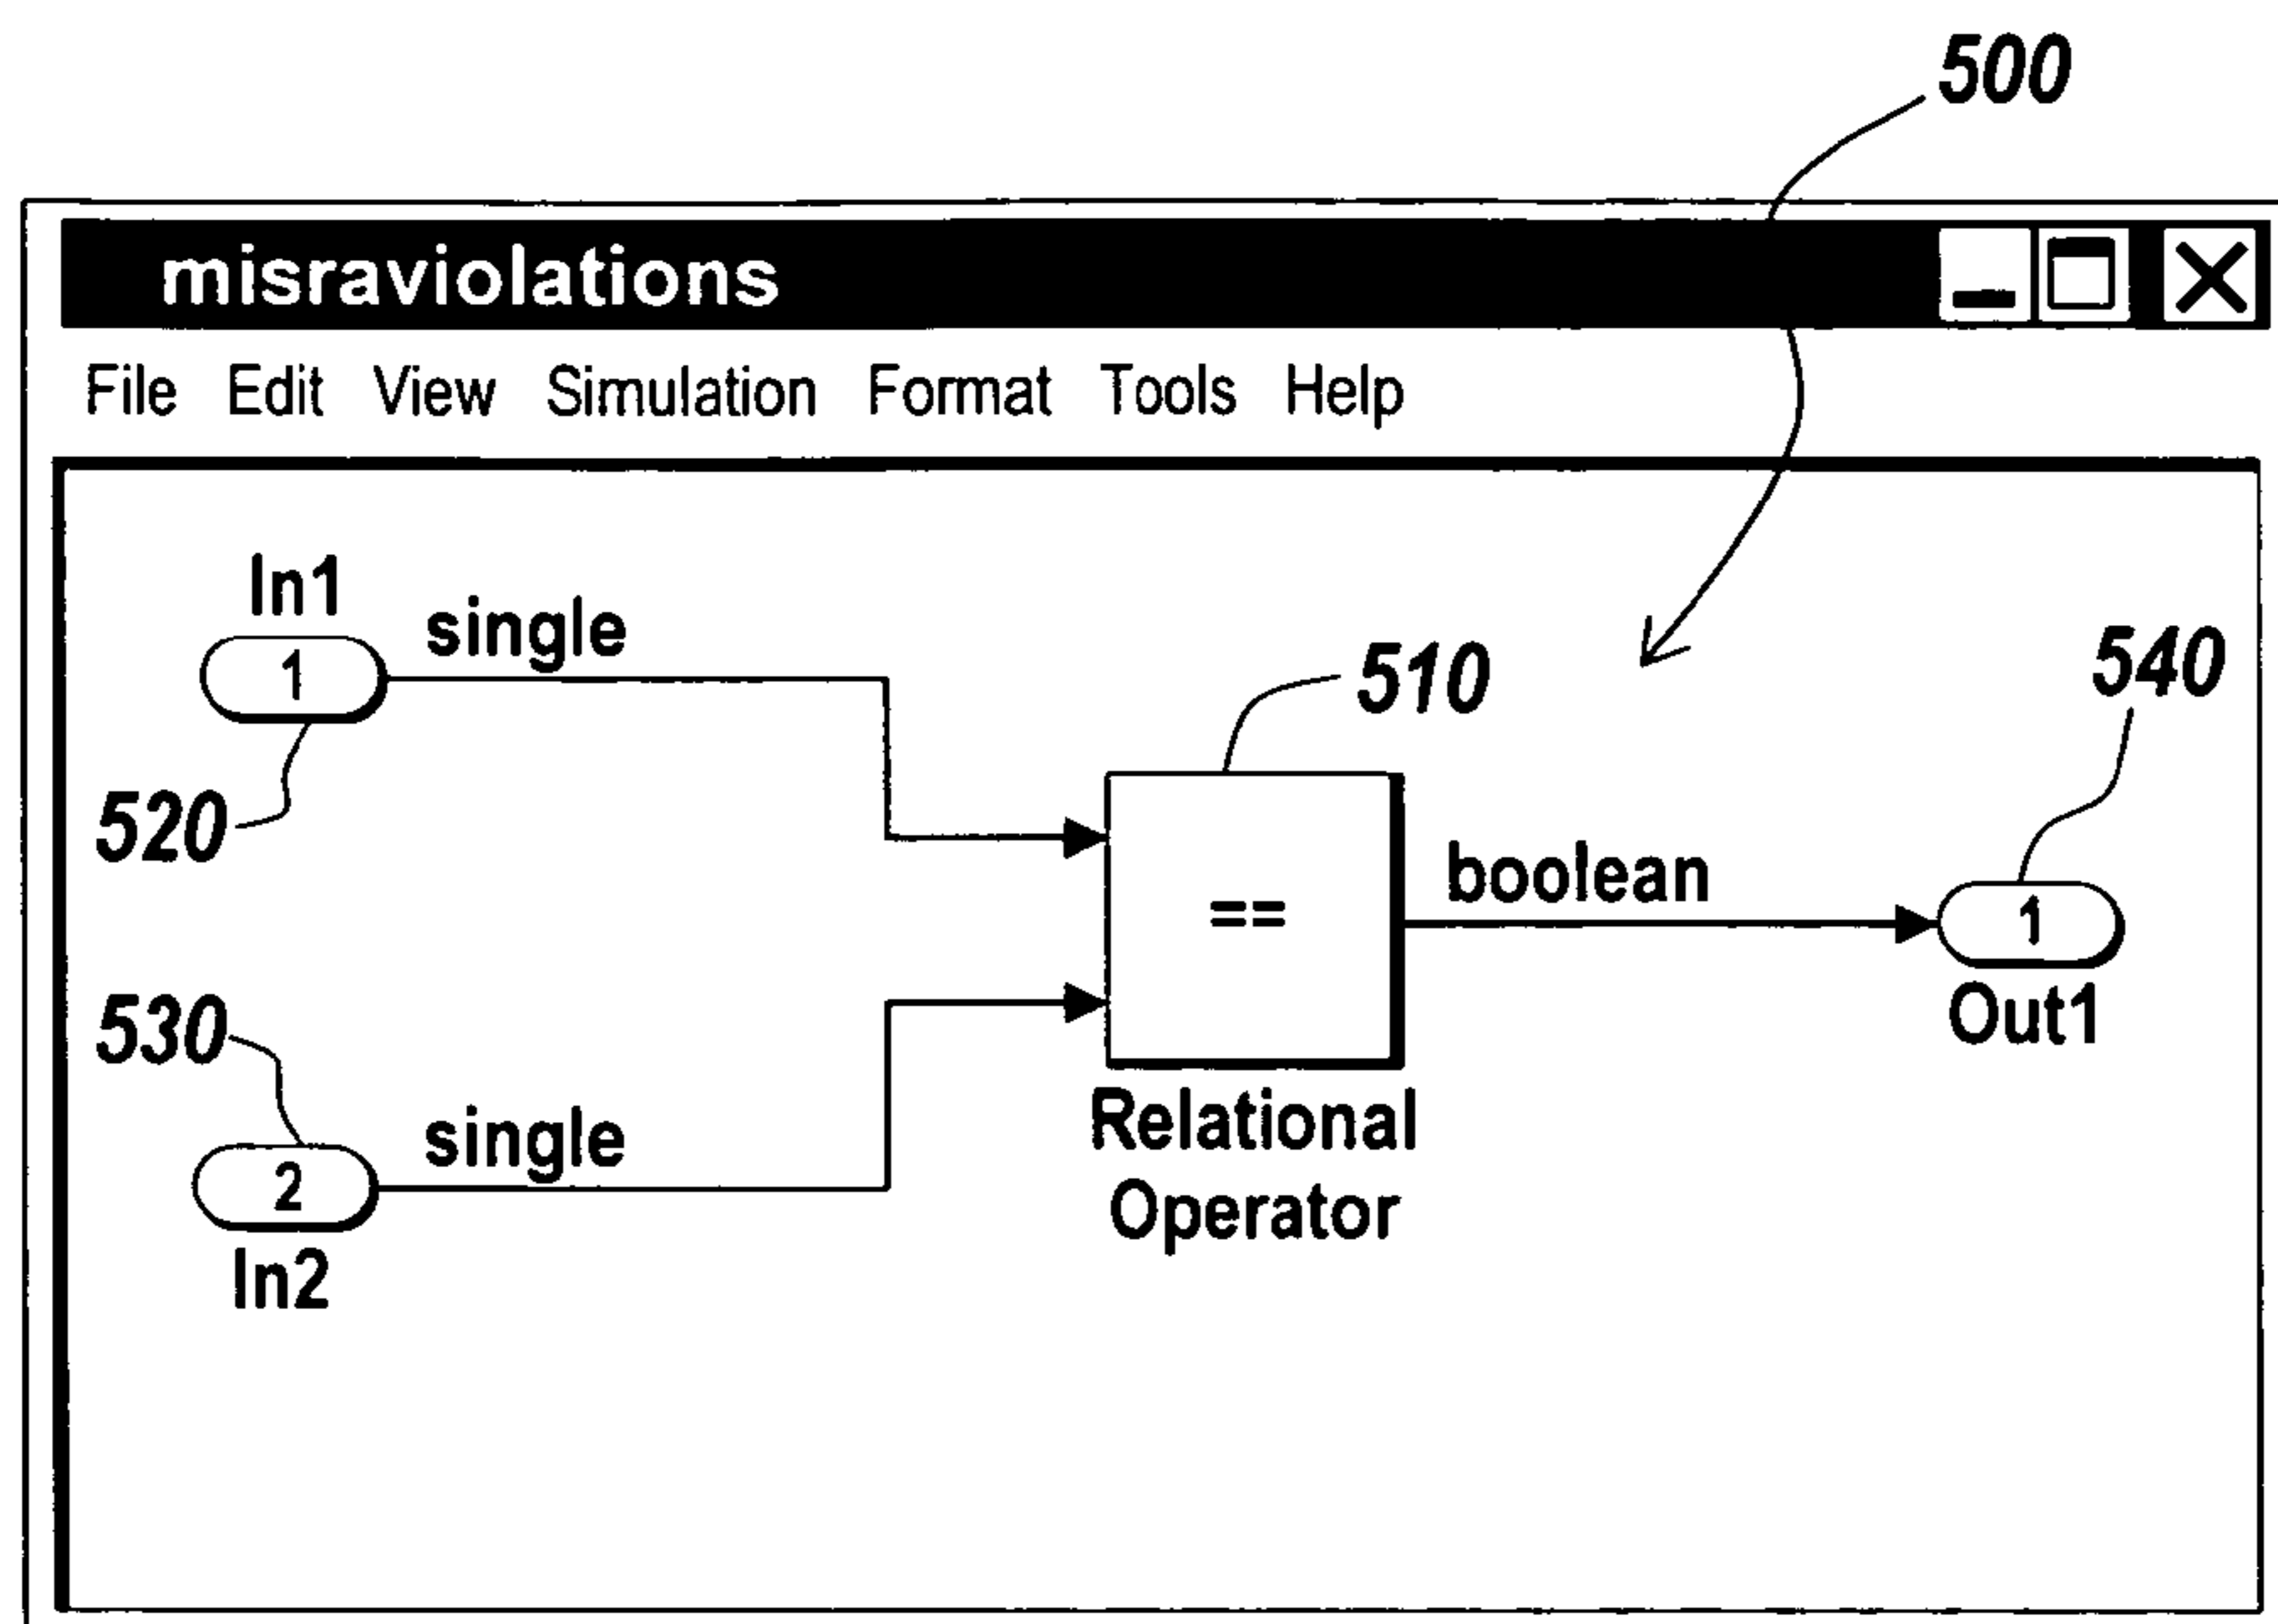 500
misraviolations
File Edit View Simulation Format Tools Help
In1
single
1
510
540
520
==
boolean
1
Out1
530
single
2
In2
Relational
Operator